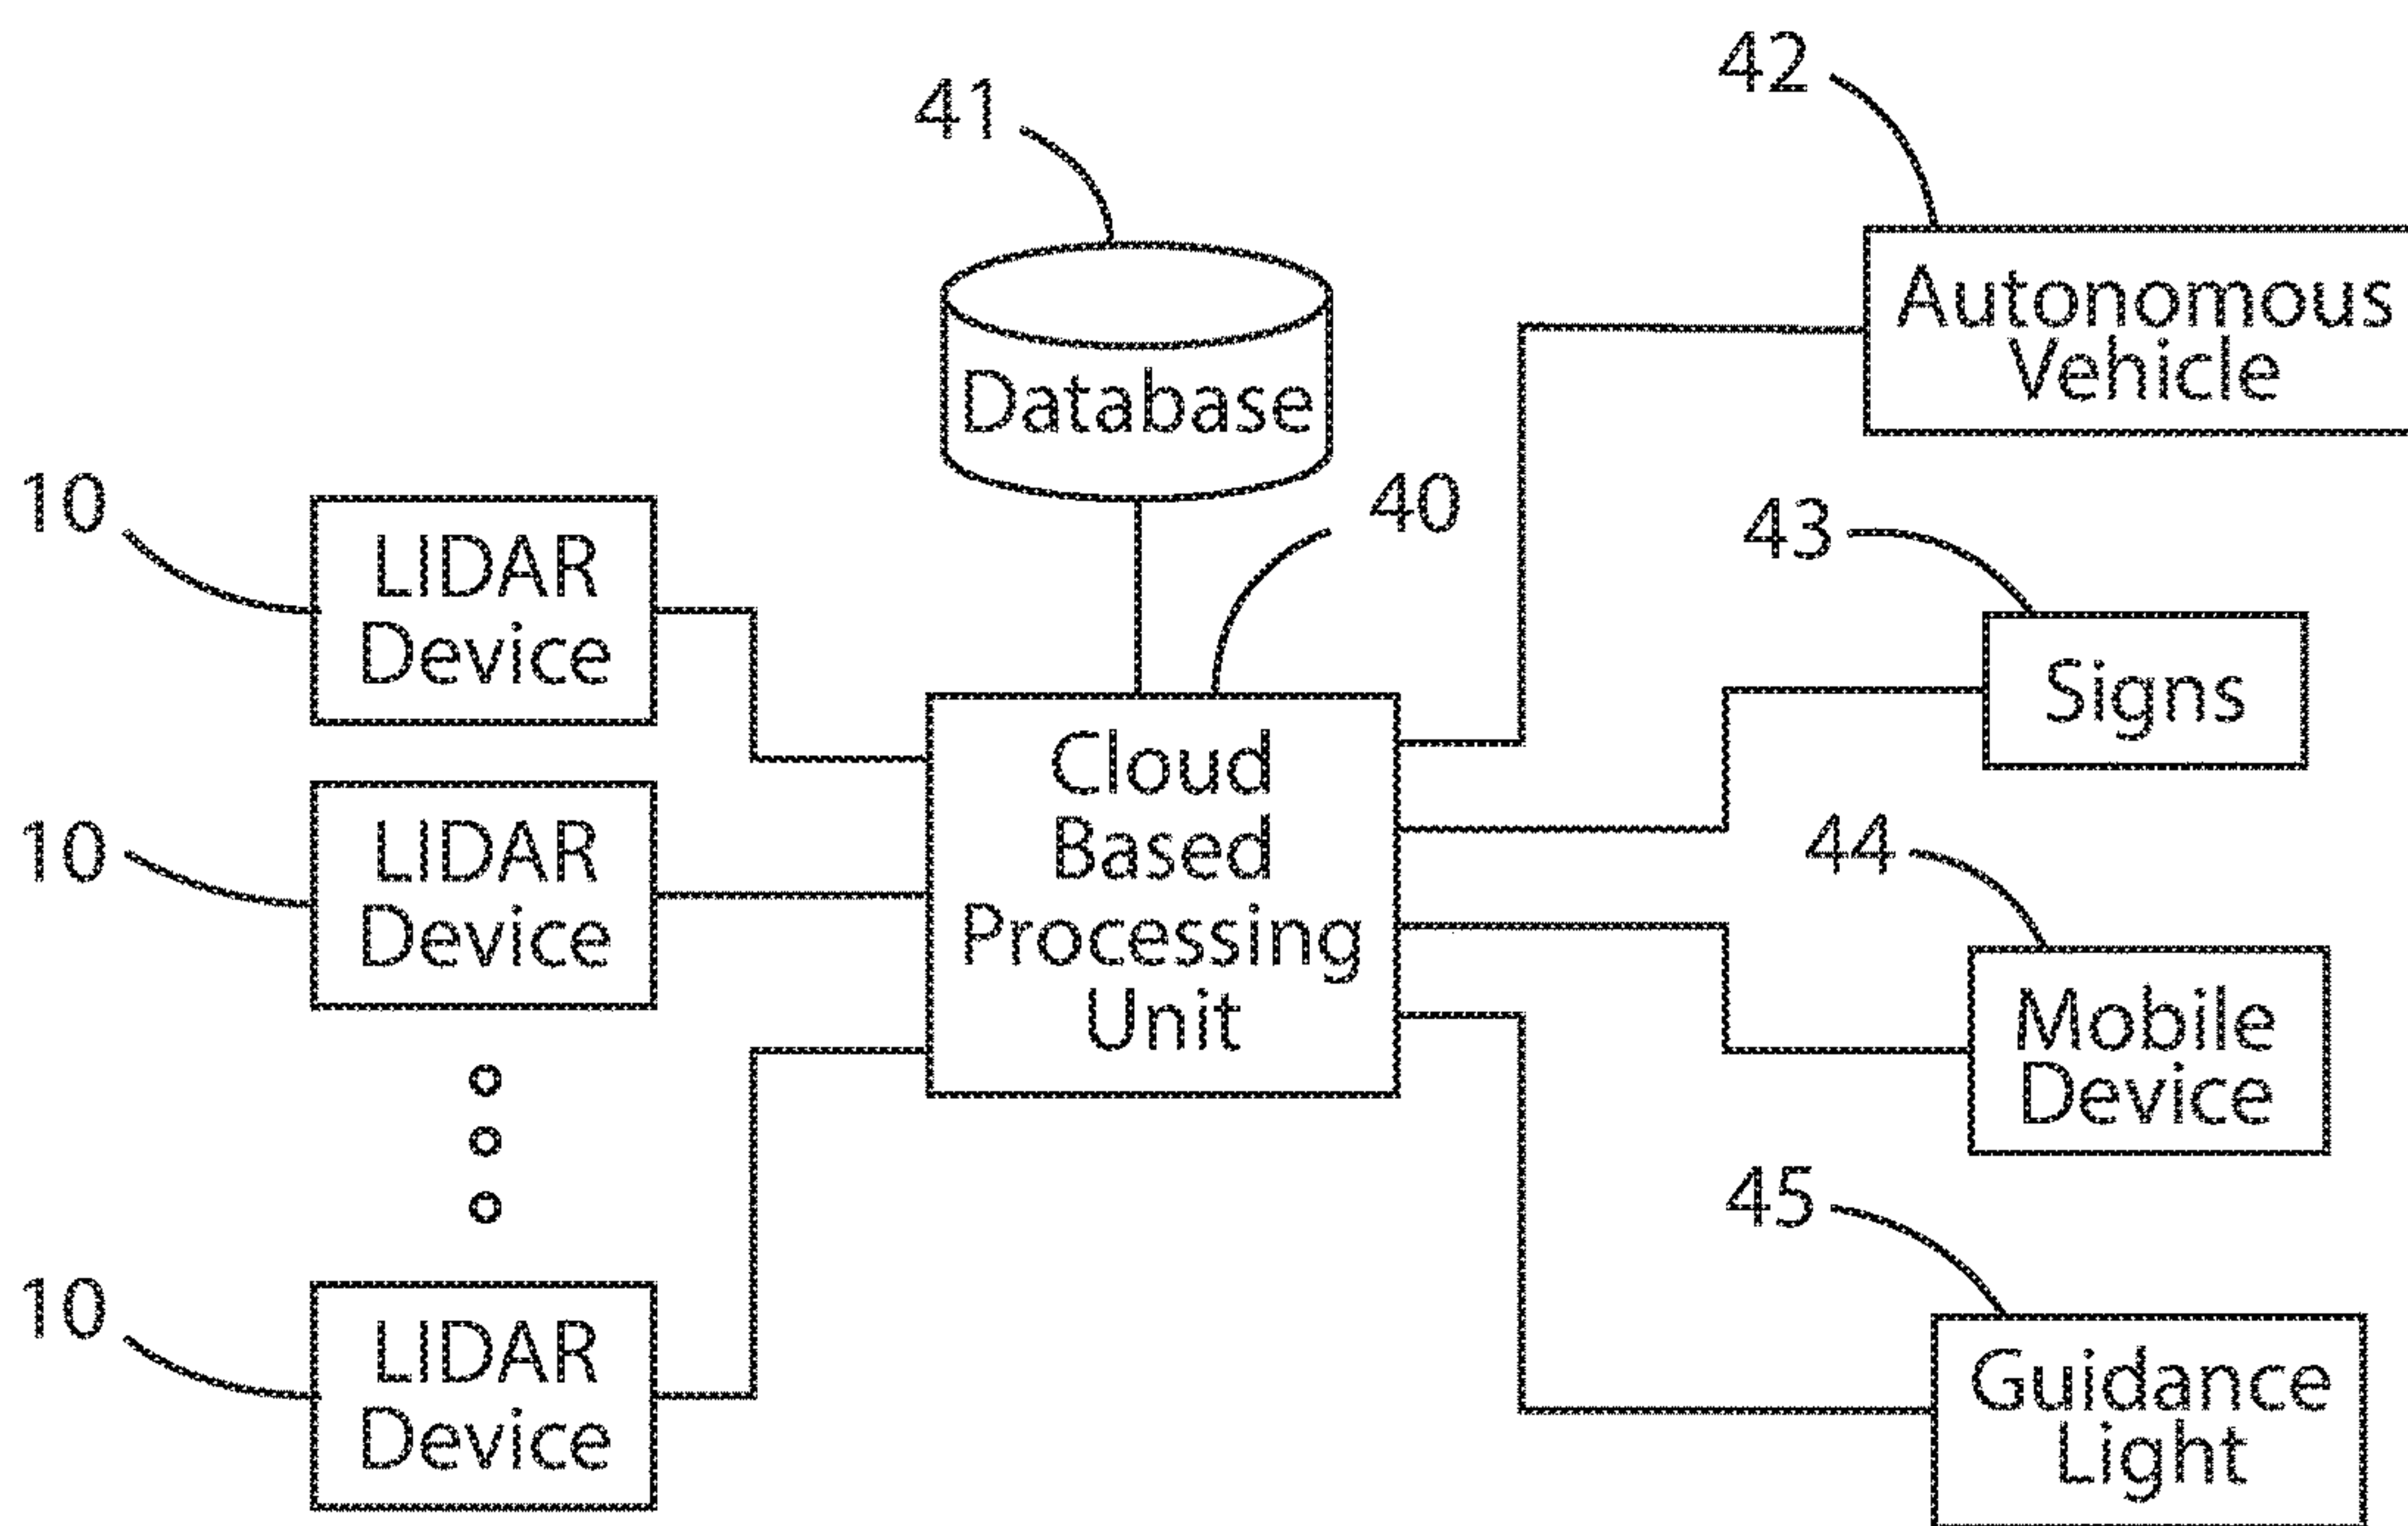 42
41
Autonomous
Vehicle
Database
10
LIDAR
Device
40
43
Signs
Cloud
Based
Processing
Unit
10
LIDAR
Device
44
Mobile
Device
45
10
LIDAR
Device
Guidance
Light